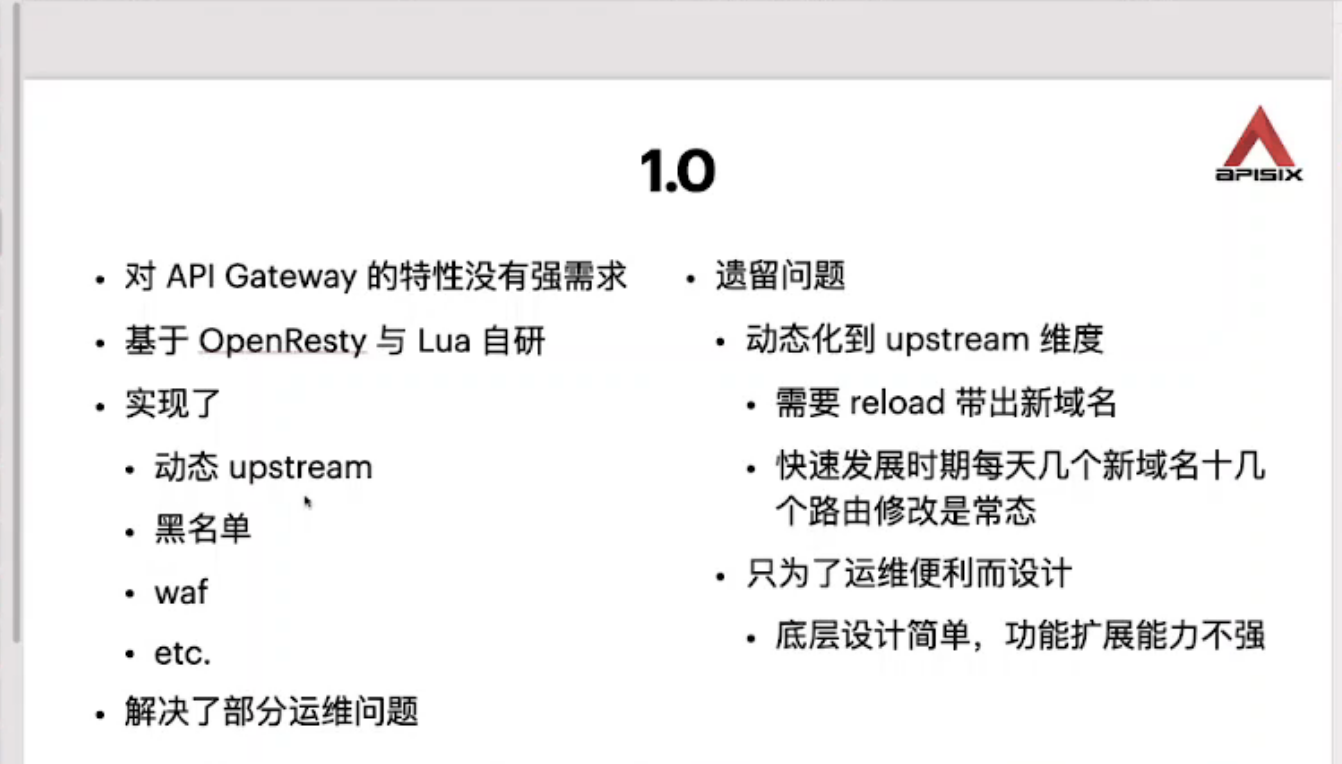 1.0
APISIX
对 API Gateway 的特性没有强需求
基于 OpenResty 与 Lua 自研
实现了
动态 upstream
黑名单
waf
etc.
解决了部分运维问题
遗留问题
动态化到 upstream 维度
需要 reload 带出新域名
快速发展时期每天几个新域名十几
个路由修改是常态
只为了运维便利而设计
底层设计简单，功能扩展能力不强